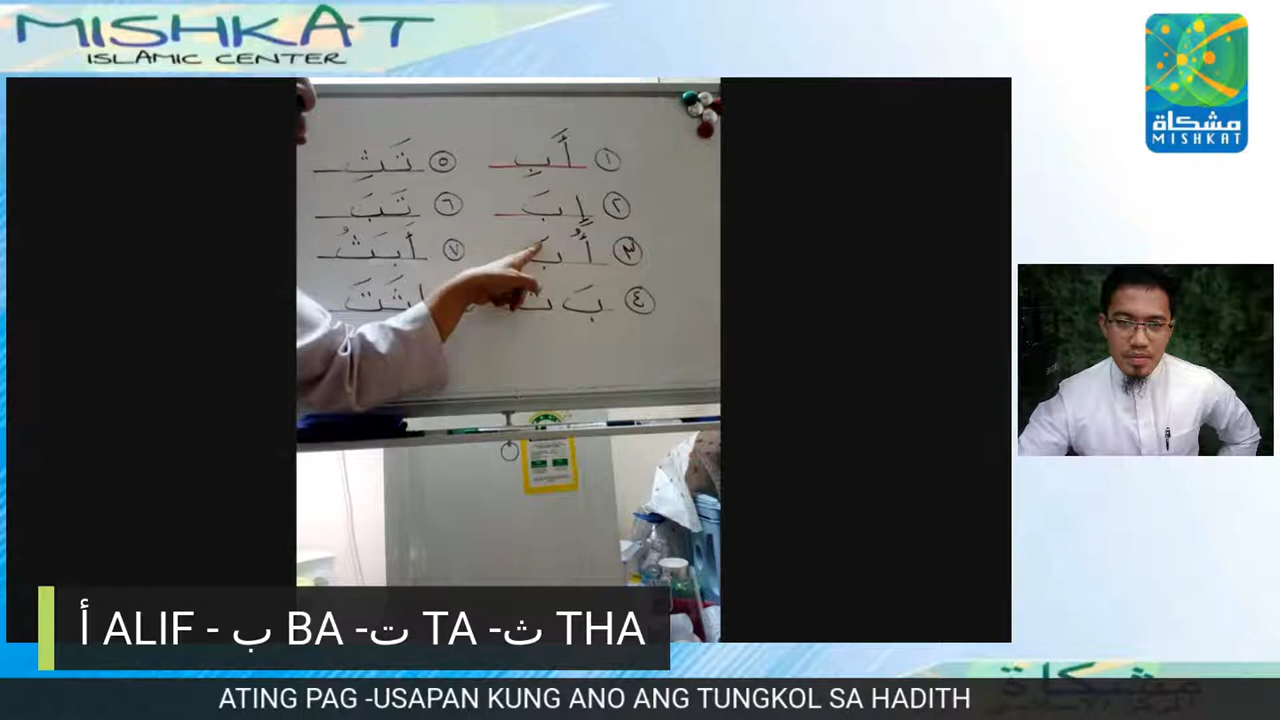 MISHKAT
ISLAMIC CENTER
مشكاة
MISHKAT
١ أَبِ
٢ إِبَ
٣ أُبَ
٤
٥ تَثِ
٦ تَبَ
٧ أَبَثُ
أ ALIF - ب BA -ت TA -ث THA
ATING PAG -USAPAN KUNG ANO ANG TUNGKOL SA HADITH